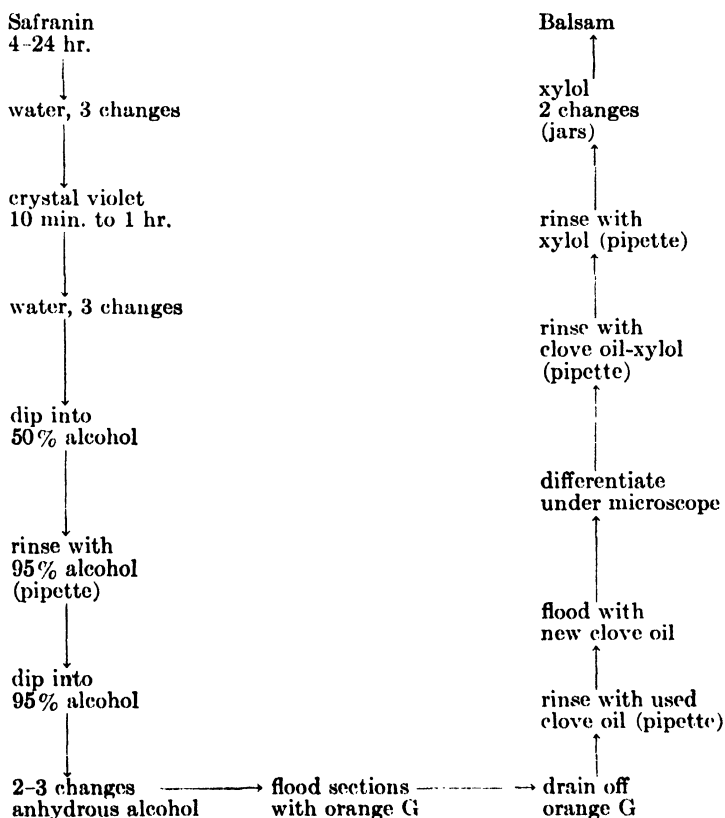 Safranin
4-24 hr.
water, 3 changes
crystal violet
10 min. to 1 hr.
water, 3 changes
dip into
50% alcohol
rinse with
95% alcohol
(pipette)
dip into
95% alcohol
2-3 changes
anhydrous alcohol
flood sections
with orange G
drain off
orange G
rinse with used
clove oil (pipette)
flood with
new clove oil
differentiate
under microscope
rinse with
clove oil-xylol
(pipette)
rinse with
xylol (pipette)
xylol
2 changes
(jars)
Balsam